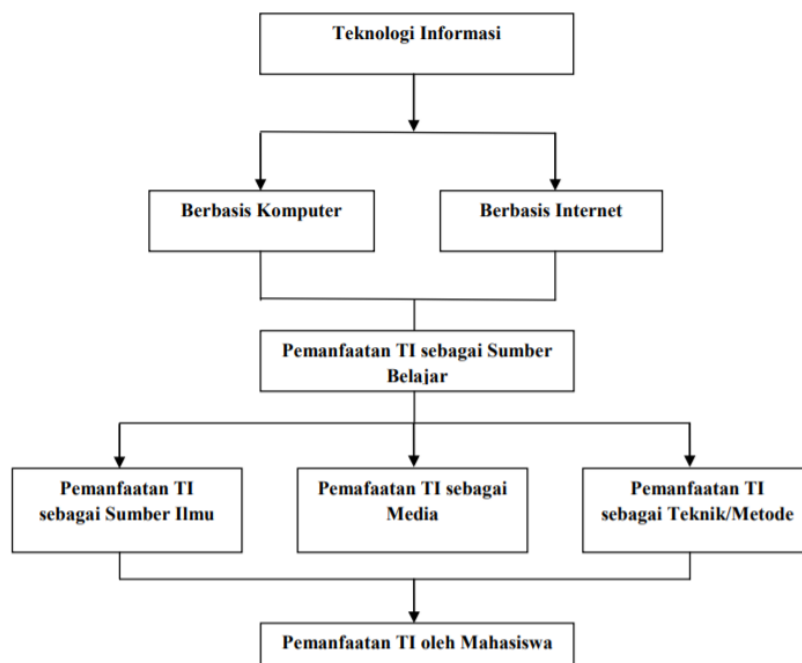 Teknologi Informasi
Berbasis Komputer
Berbasis Internet
Pemanfaatan TI sebagai Sumber
Belajar
Pemanfaatan TI
sebagai Sumber Ilmu
Pemafaatan TI sebagai
Media
Pemanfaatan TI
sebagai Teknik/Metode
Pemanfaatan TI oleh Mahasiswa